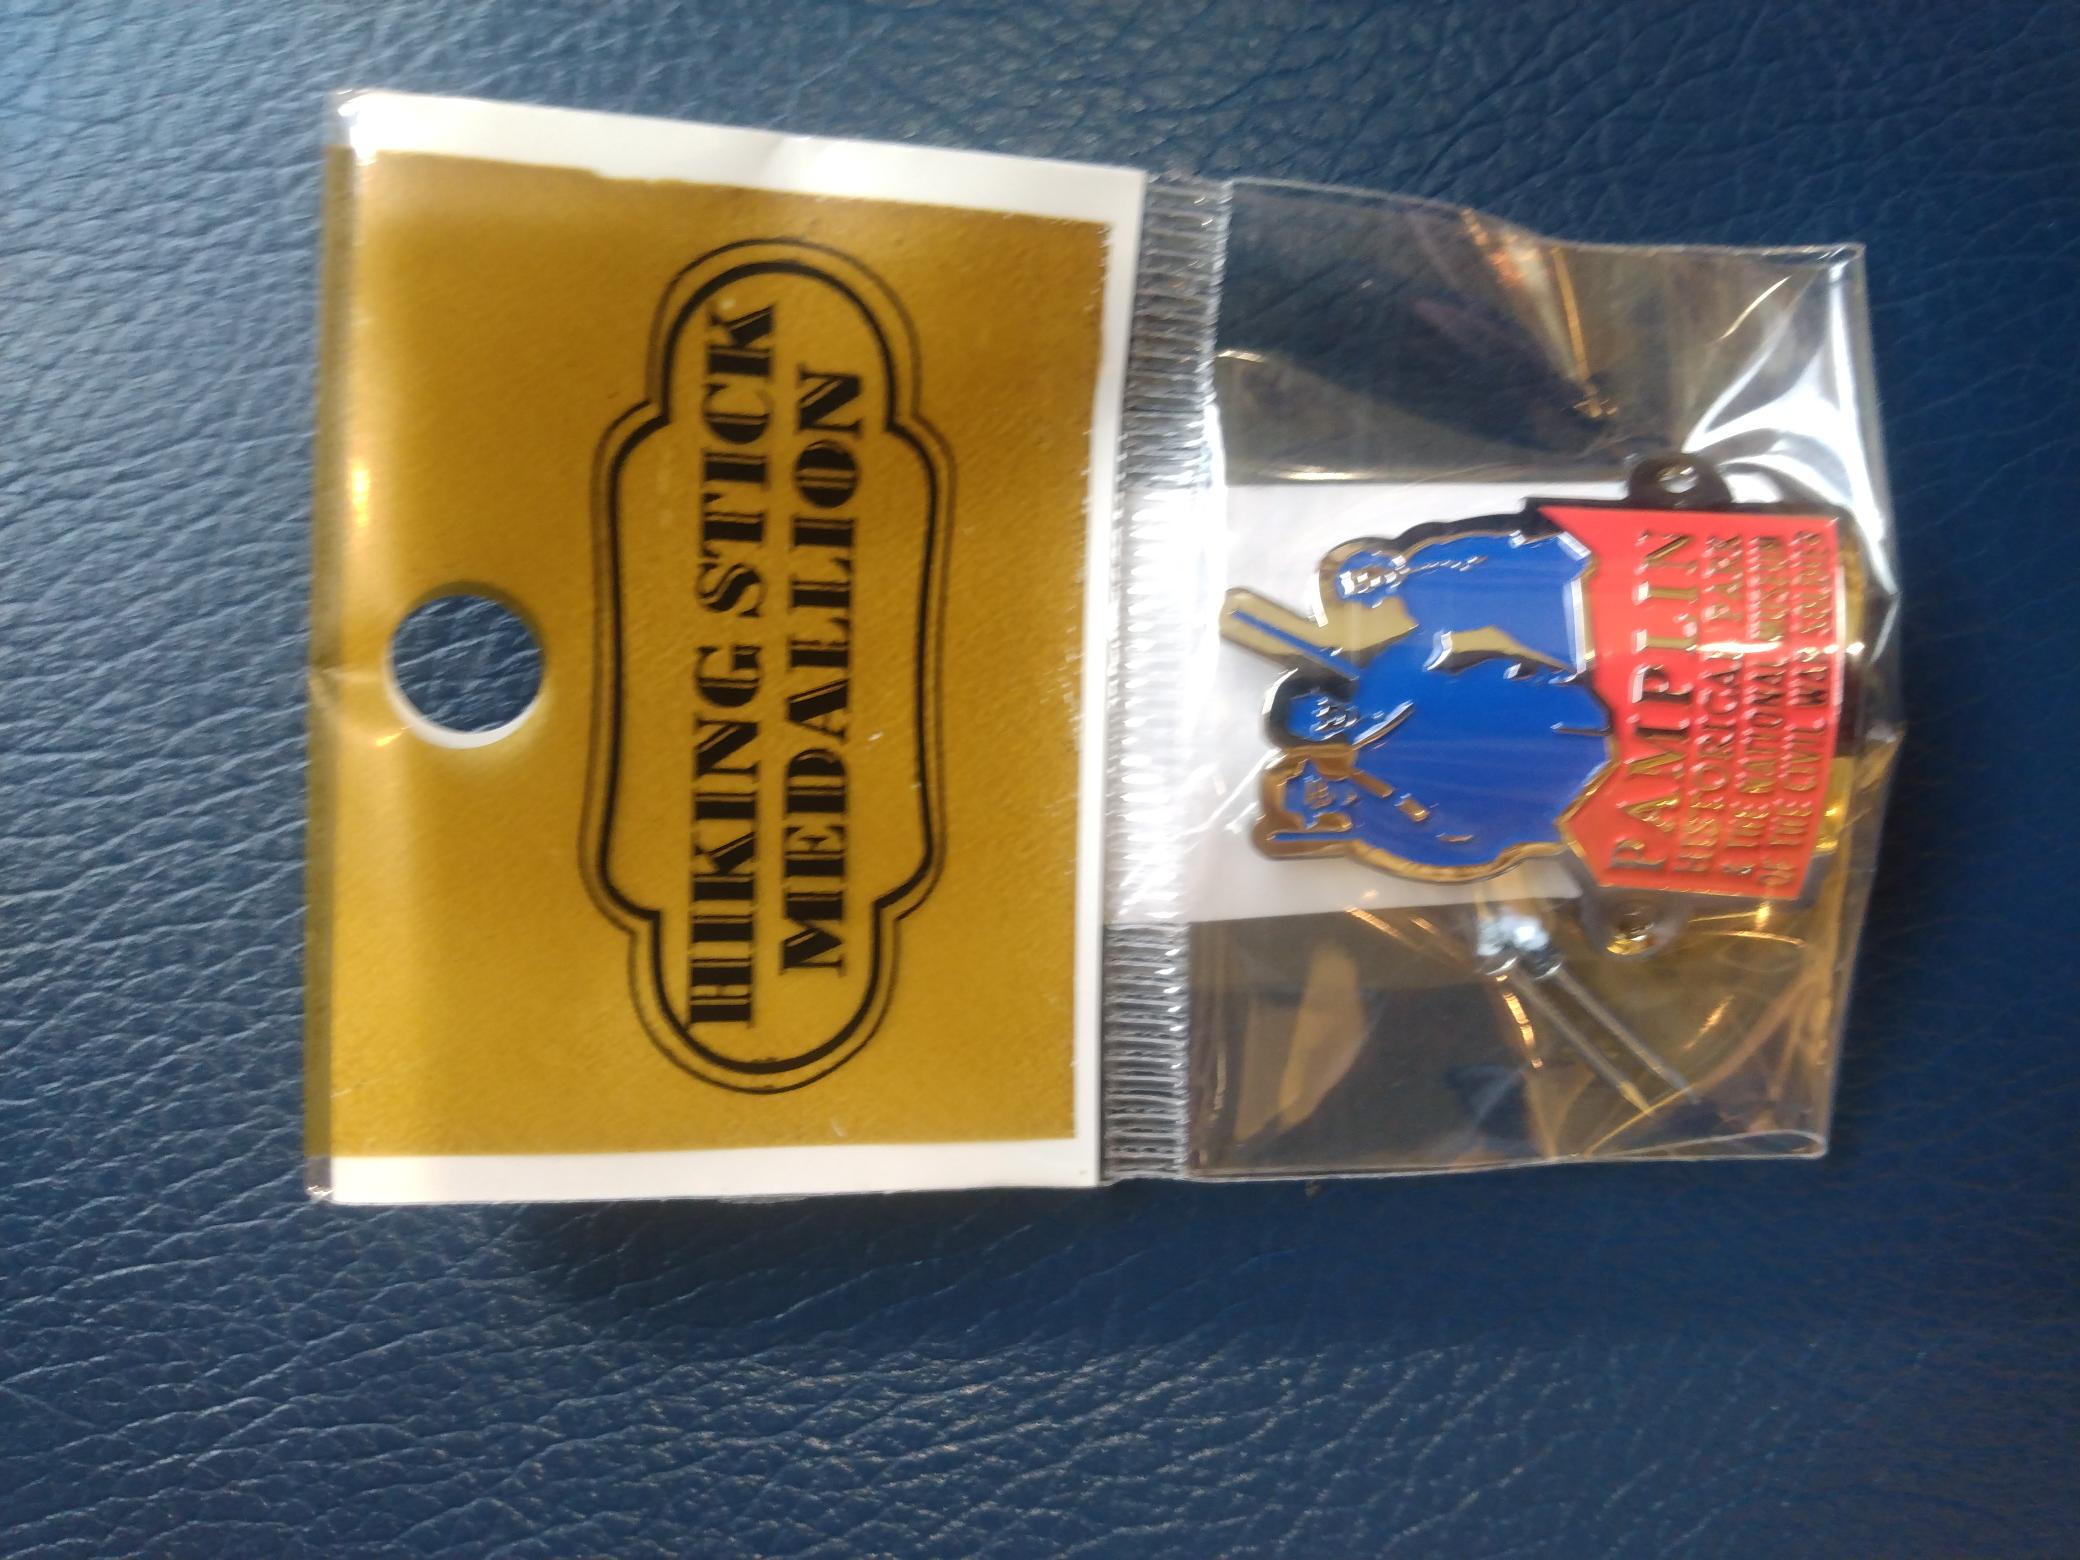 HIKING STICK
MEDALLION
PAMPLIN
HISTORICAL PARK
& THE NATIONAL MUSEUM
OF THE CIVIL WAR SOLDIER